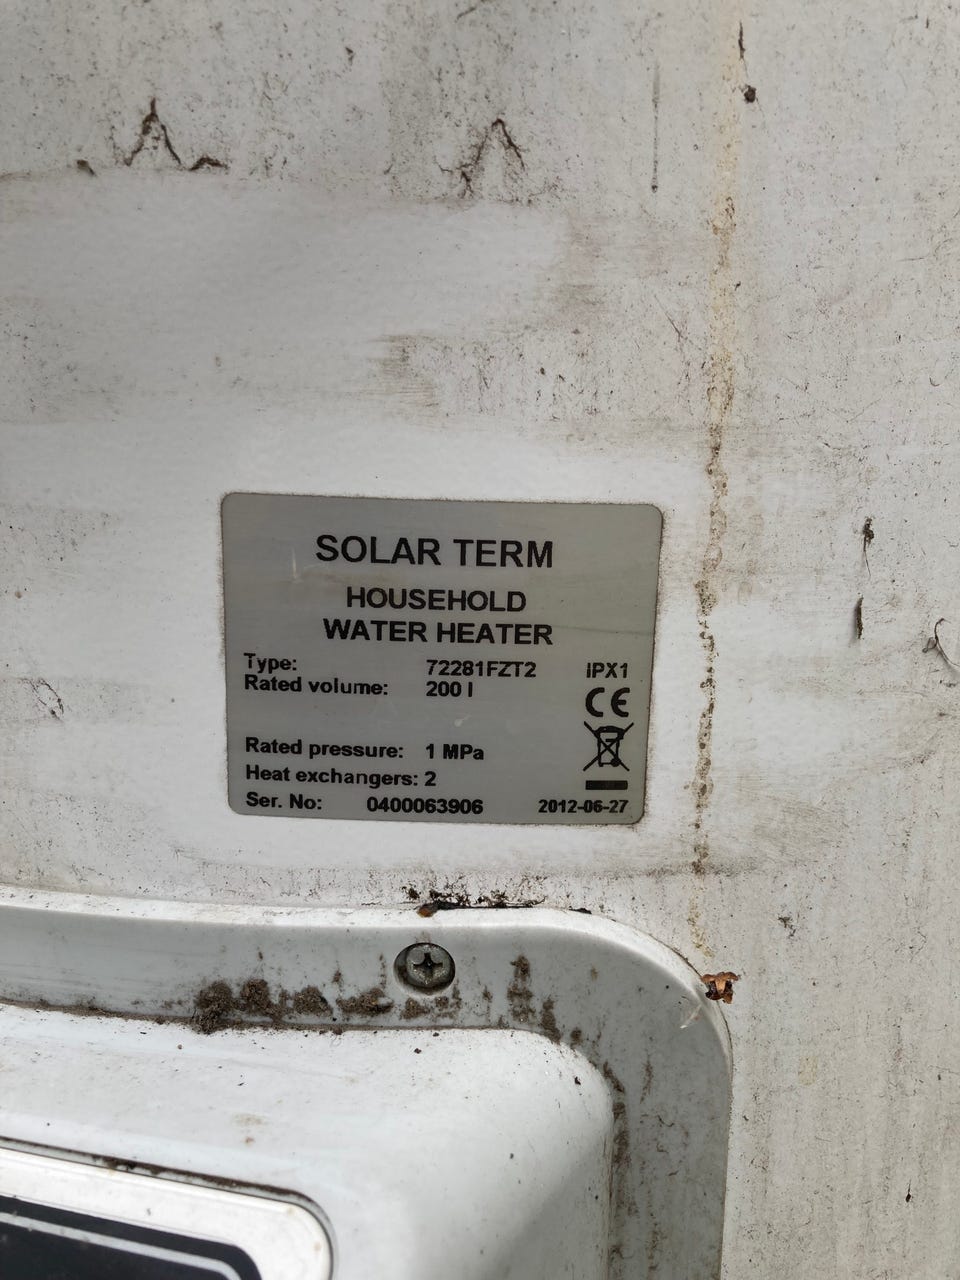 SOLAR TERM
HOUSEHOLD
WATER HEATER
Type: 72281FZT2 IPX1
Rated volume: 200 l
CE
Rated pressure: 1 MPa
Heat exchangers: 2
Ser. No: 0400063906 2012-06-27